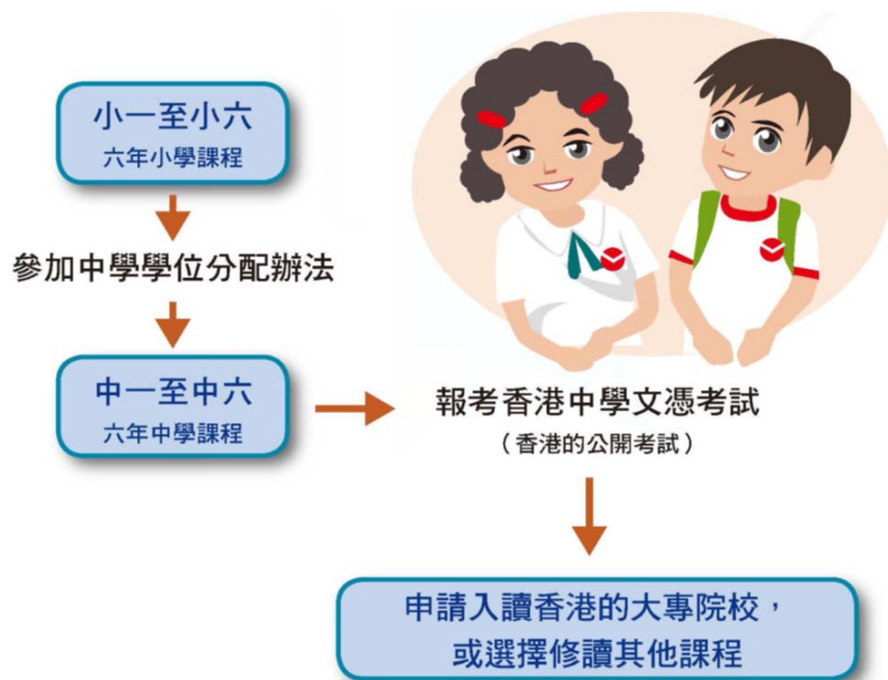 小一至小六
六年小學課程
參加中學學位分配辦法
中一至中六
六年中學課程
報考香港中學文憑考試
（香港的公開考試）
申請入讀香港的大專院校，
或選擇修讀其他課程